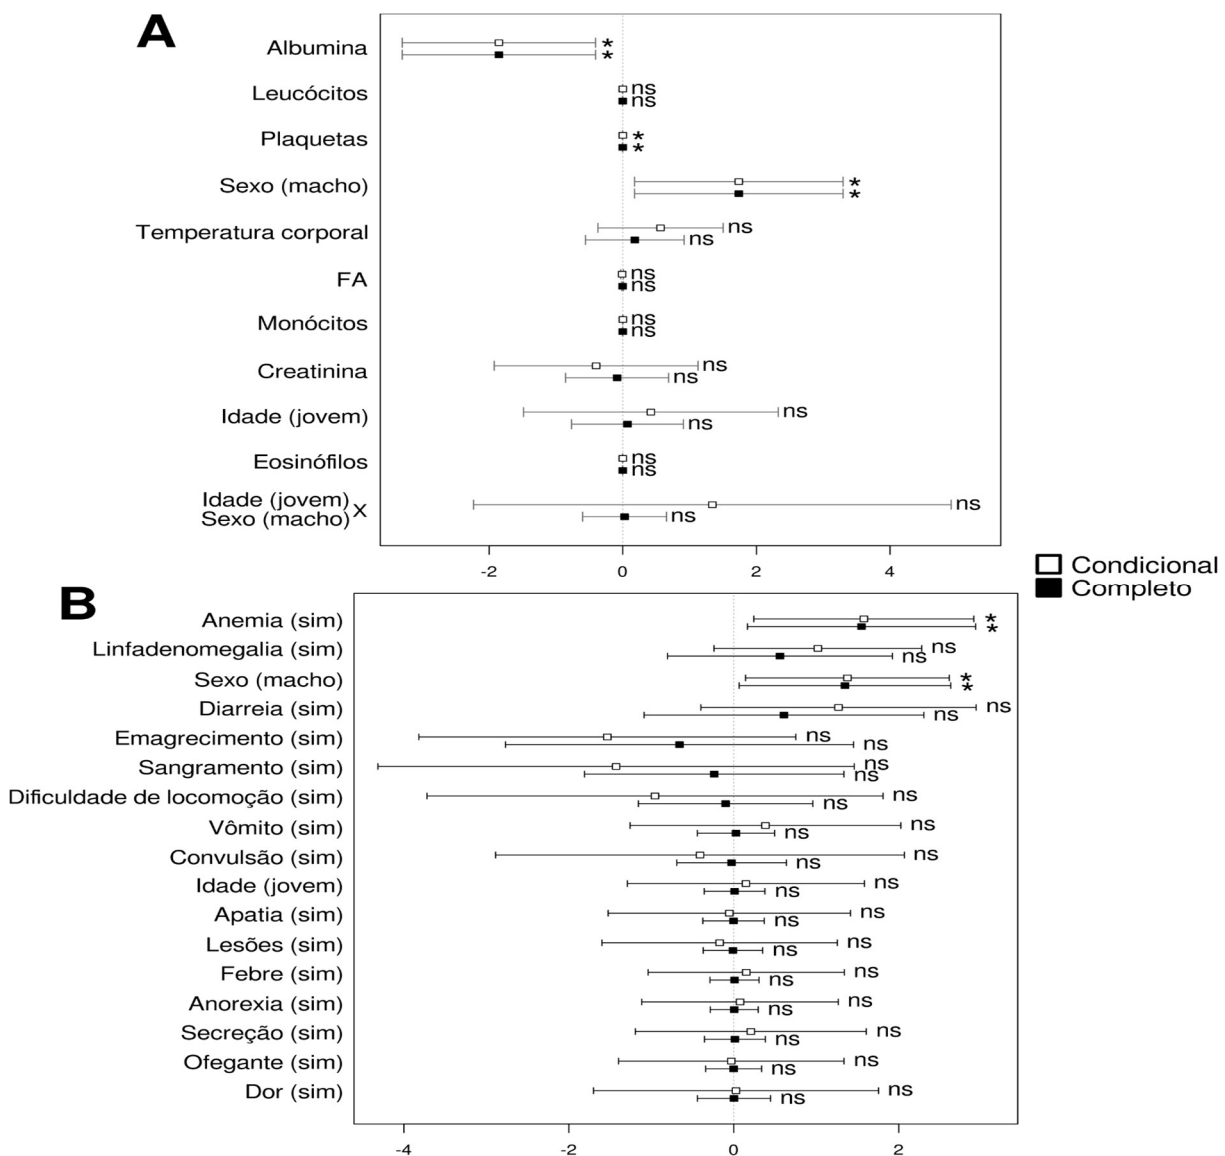 A
Albumina
*
*
Leucócitos
ns
ns
Plaquetas
*
*
Sexo (macho)
*
*
Temperatura corporal
ns
ns
FA
ns
ns
Monócitos
ns
ns
Creatinina
ns
ns
Idade (jovem)
ns
ns
Eosinófilos
ns
ns
Idade (jovem) X
Sexo (macho)
ns
ns
-2 0 2 4
Condicional
Completo
B
Anemia (sim)
*
*
Linfadenomegalia (sim)
ns
ns
Sexo (macho)
*
*
Diarreia (sim)
ns
ns
Emagrecimento (sim)
ns
ns
Sangramento (sim)
ns
ns
Dificuldade de locomoção (sim)
ns
ns
Vômito (sim)
ns
ns
Convulsão (sim)
ns
ns
Idade (jovem)
ns
ns
Apatia (sim)
ns
ns
Lesões (sim)
ns
ns
Febre (sim)
ns
ns
Anorexia (sim)
ns
ns
Secreção (sim)
ns
ns
Ofegante (sim)
ns
ns
Dor (sim)
ns
ns
-4 -2 0 2